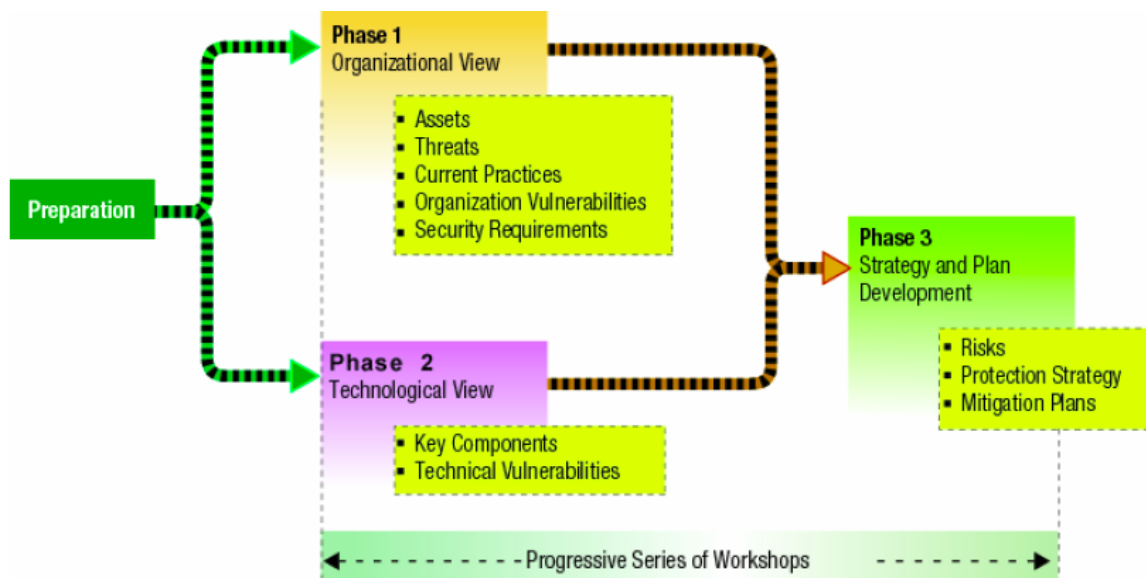 Preparation
Phase 1
Organizational View
▪ Assets
▪ Threats
▪ Current Practices
▪ Organization Vulnerabilities
▪ Security Requirements
Phase 2
Technological View
▪ Key Components
▪ Technical Vulnerabilities
Phase 3
Strategy and Plan
Development
▪ Risks
▪ Protection Strategy
▪ Mitigation Plans
Progressive Series of Workshops